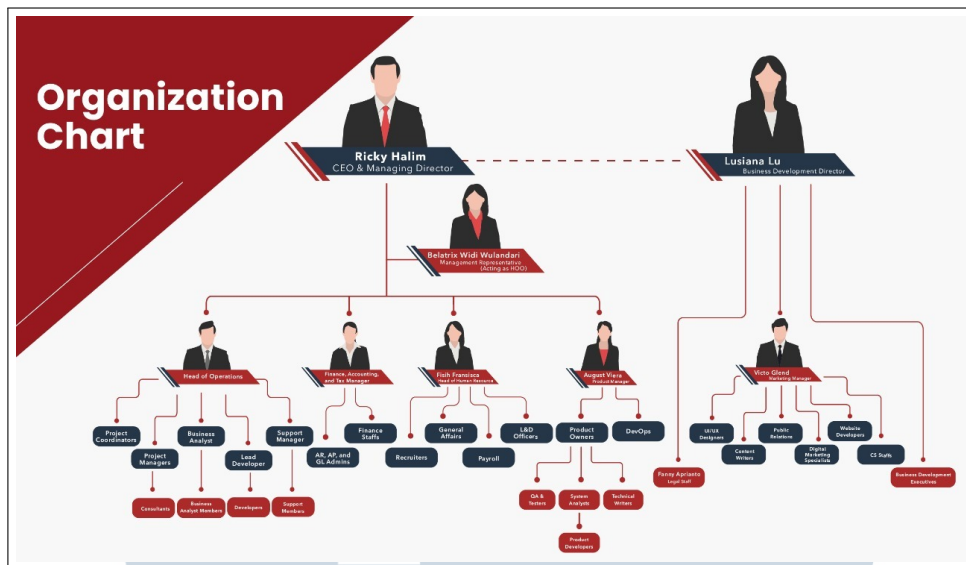 Organization
Chart
Ricky Halim
CEO & Managing Director
Lusiana Lu
Business Development Director
Belatrix Widi Wulandari
Management Representative
(Acting as HOO)
Head of Operations
Finance, Accounting,
and Tax Manager
Fisih Fransisca
Head of Human Resource
August Viera
Product Manager
Victo Glend
Marketing Manager
Project
Coordinators
Business
Analyst
Support
Manager
Project
Managers
Lead
Developer
Consultants
Business
Analyst Members
Developers
Support
Members
Finance
Staffs
AR, AP, and
GL Admins
General
Affairs
L&D
Officers
Recruiters
Payroll
Product
Owners
DevOps
QA &
Testers
System
Analysts
Technical
Writers
Product
Developers
UI/UX
Designers
Public
Relations
Website
Developers
Content
Writers
Digital
Marketing
Specialists
CS Staffs
Fanny Aprianto
Legal Staff
Business Development
Executives